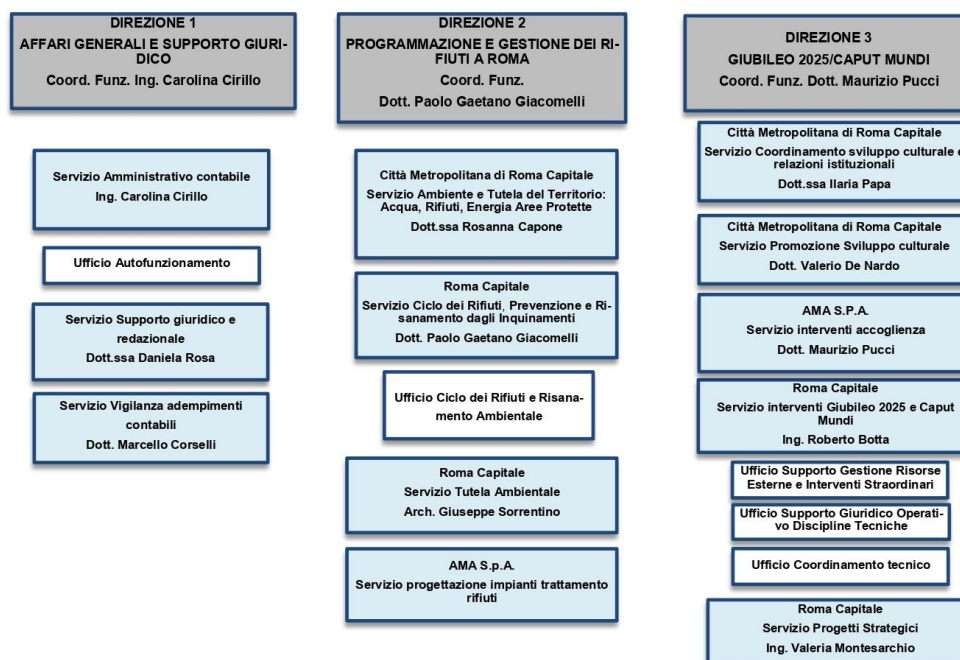 DIREZIONE 1
AFFARI GENERALI E SUPPORTO GIURI-
DICO
Coord. Funz. Ing. Carolina Cirillo
Servizio Amministrativo contabile
Ing. Carolina Cirillo
Ufficio Autofunzionamento
Servizio Supporto giuridico e
redazionale
Dott.ssa Daniela Rosa
Servizio Vigilanza adempimenti
contabili
Dott. Marcello Corselli
DIREZIONE 2
PROGRAMMAZIONE E GESTIONE DEI RI-
FIUTI A ROMA
Coord. Funz.
Dott. Paolo Gaetano Giacomelli
Città Metropolitana di Roma Capitale
Servizio Ambiente e Tutela del Territorio:
Acqua, Rifiuti, Energia Aree Protette
Dott.ssa Rosanna Capone
Roma Capitale
Servizio Ciclo dei Rifiuti, Prevenzione e Ri-
sanamento dagli Inquinamenti
Dott. Paolo Gaetano Giacomelli
Ufficio Ciclo dei Rifiuti e Risana-
mento Ambientale
Roma Capitale
Servizio Tutela Ambientale
Arch. Giuseppe Sorrentino
AMA S.p.A.
Servizio progettazione impianti trattamento
rifiuti
DIREZIONE 3
GIUBILEO 2025/CAPUT MUNDI
Coord. Funz. Dott. Maurizio Pucci
Città Metropolitana di Roma Capitale
Servizio Coordinamento sviluppo culturale e
relazioni istituzionali
Dott.ssa Ilaria Papa
Città Metropolitana di Roma Capitale
Servizio Promozione Sviluppo culturale
Dott. Valerio De Nardo
AMA S.P.A.
Servizio interventi accoglienza
Dott. Maurizio Pucci
Roma Capitale
Servizio interventi Giubileo 2025 e Caput
Mundi
Ing. Roberto Botta
Ufficio Supporto Gestione Risorse
Esterne e Interventi Straordinari
Ufficio Supporto Giuridico Operati-
vo Discipline Tecniche
Ufficio Coordinamento tecnico
Roma Capitale
Servizio Progetti Strategici
Ing. Valeria Montesarchio